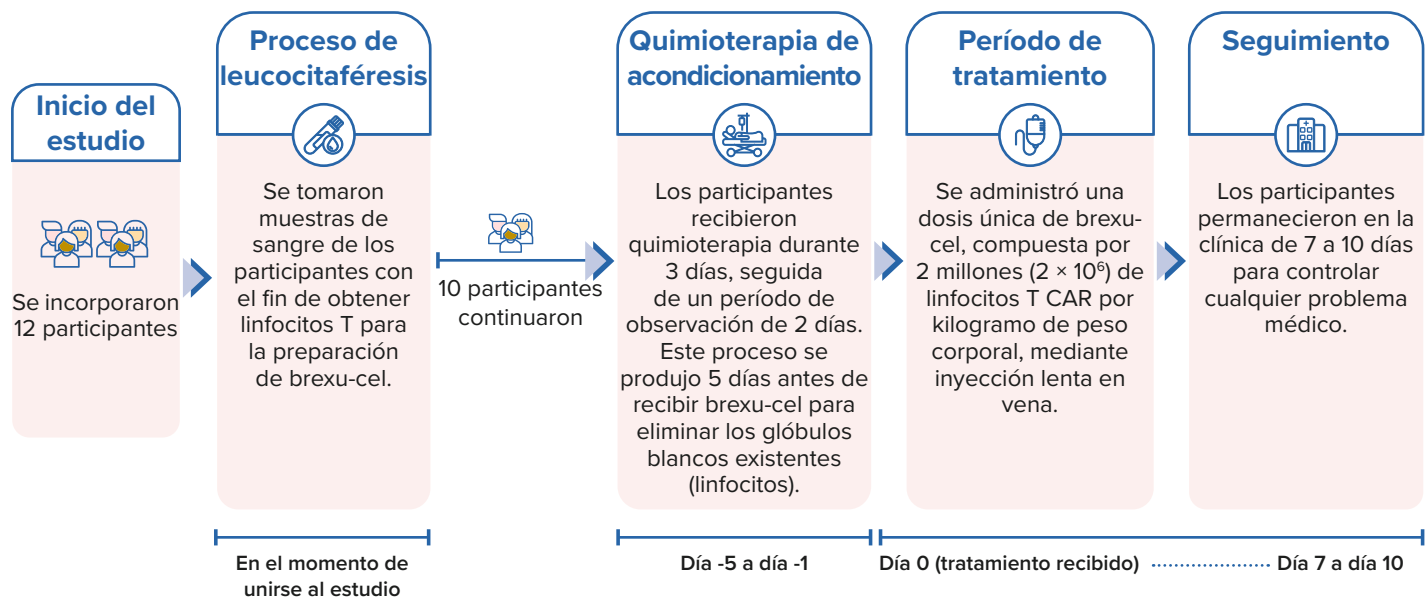 Inicio del
estudio
Se incorporaron
12 participantes
Proceso de
leucocitaféresis
Se tomaron
muestras de
sangre de los
participantes con
el fin de obtener
linfocitos T para
la preparación
de brexu-cel.
En el momento de
unirse al estudio
10 participantes
continuaron
Quimioterapia de
acondicionamiento
Los participantes
recibieron
quimioterapia durante
3 días, seguida
de un período de
observación de 2 días.
Este proceso se
produjo 5 días antes de
recibir brexu-cel para
eliminar los glóbulos
blancos existentes
(linfocitos).
Día -5 a día -1
Período de
tratamiento
Se administró una
dosis única de brexu-
cel, compuesta por
2 millones (2 × 10⁶) de
linfocitos T CAR por
kilogramo de peso
corporal, mediante
inyección lenta en
vena.
Día 0 (tratamiento recibido)
Seguimiento
Los participantes
permanecieron en la
clínica de 7 a 10 días
para controlar
cualquier problema
médico.
Día 7 a día 10